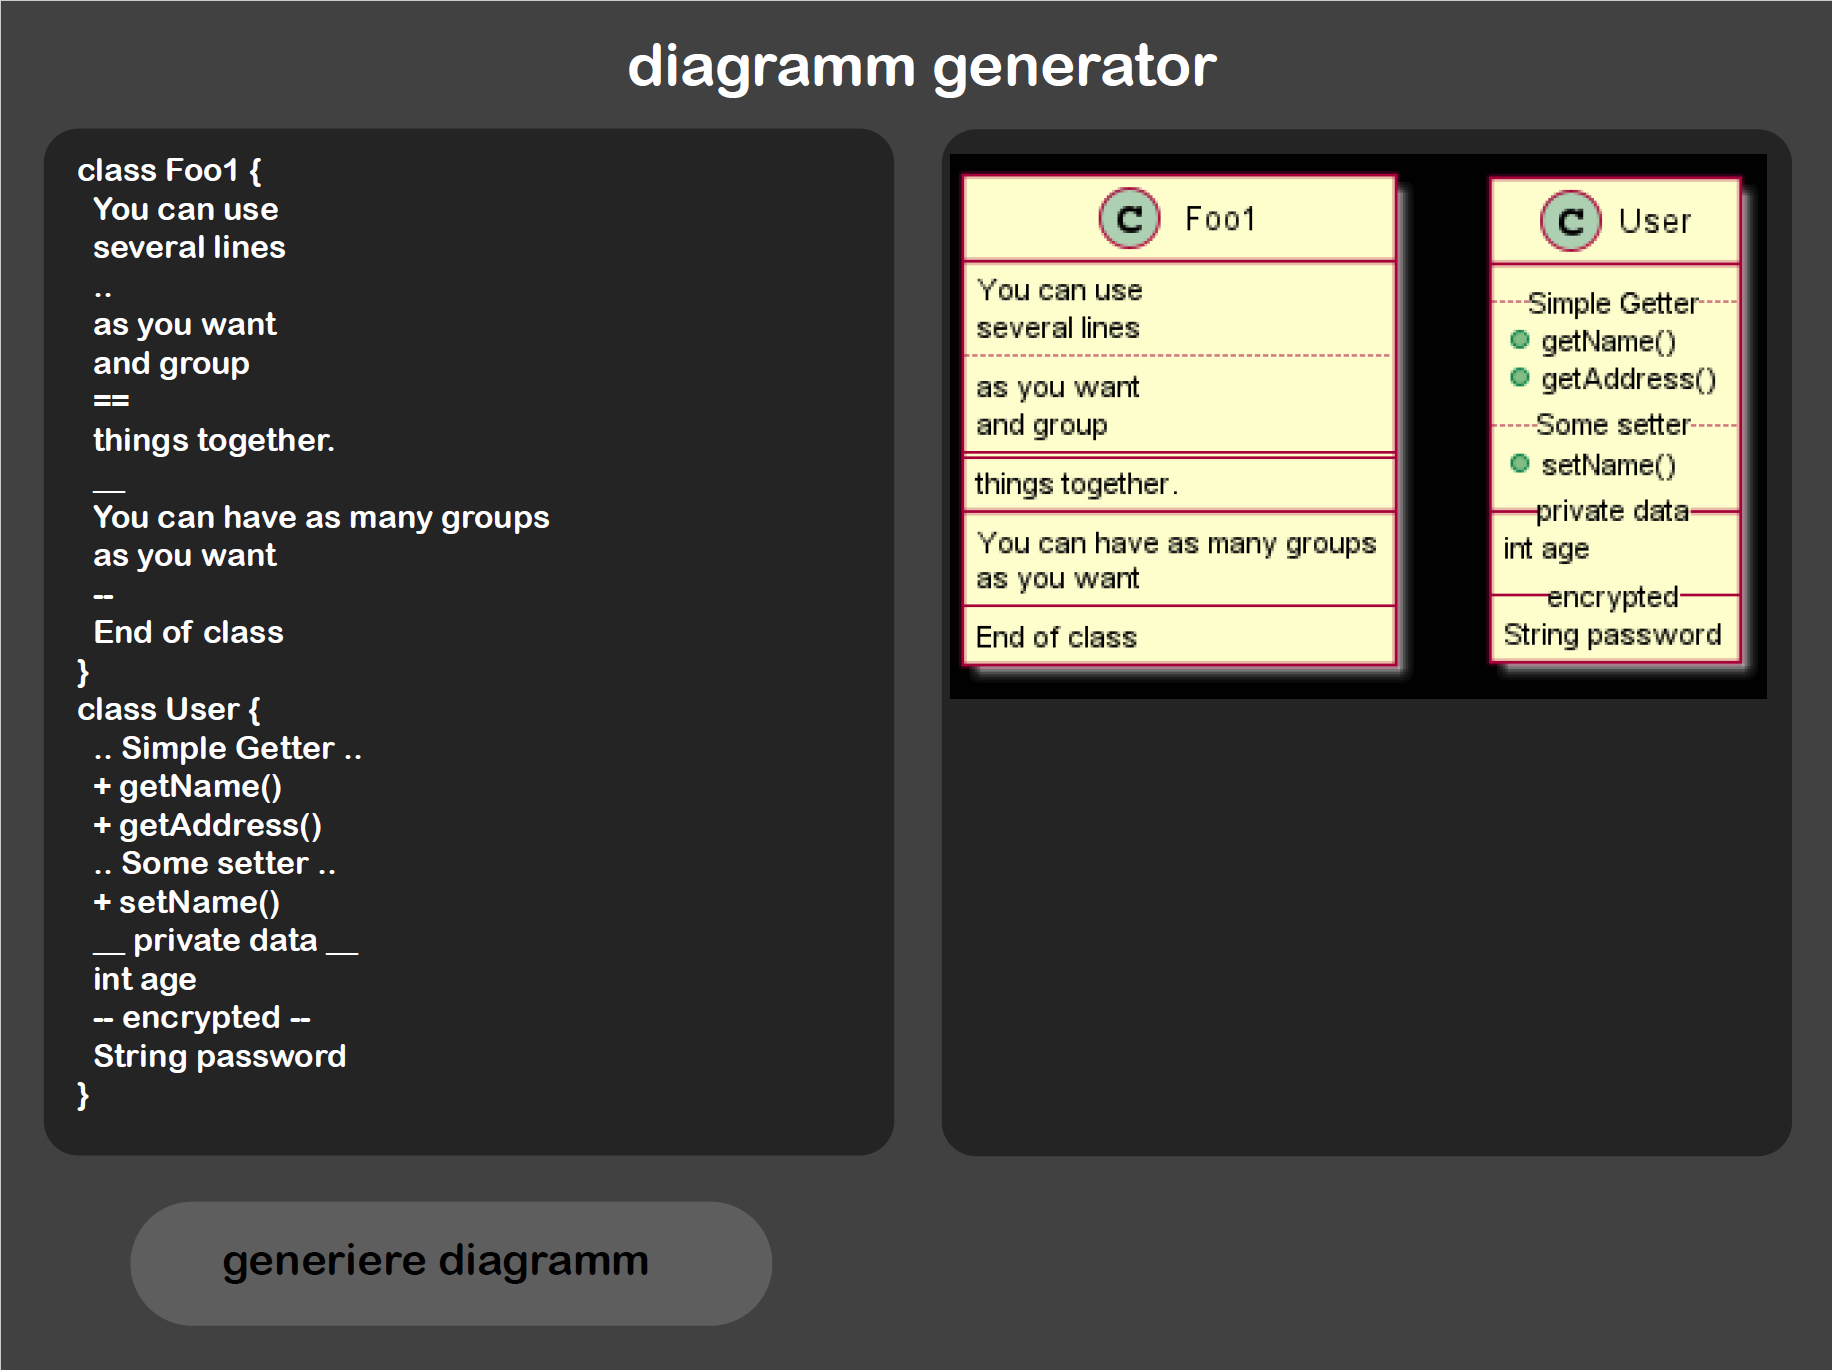 diagramm generator
class Foo1 {
You can use
several lines
..
as you want
and group
==
things together.
__
You can have as many groups
as you want
--
End of class
}
class User {
.. Simple Getter ..
+ getName()
+ getAddress()
.. Some setter ..
+ setName()
__ private data __
int age
-- encrypted --
String password
}
C Foo1
You can use
several lines
as you want
and group
things together.
You can have as many groups
as you want
End of class
C User
Simple Getter
getName()
getAddress()
Some setter
setName()
private data
int age
encrypted
String password
generiere diagramm